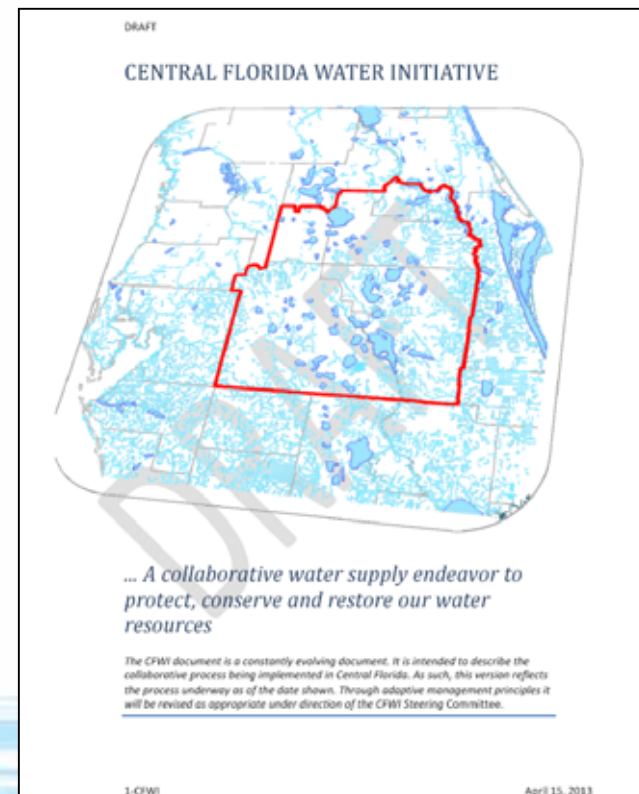 DRAFT
CENTRAL FLORIDA WATER INITIATIVE
DRAFT
... A collaborative water supply endeavor to
protect, conserve and restore our water
resources
The CFWI document is a constantly evolving document. It is intended to describe the
collaborative process being implemented in Central Florida. As such, this version reflects
the process underway as of the date shown. Through adaptive management principles it
will be revised as appropriate under direction of the CFWI Steering Committee.
1-CFWI April 15, 2013